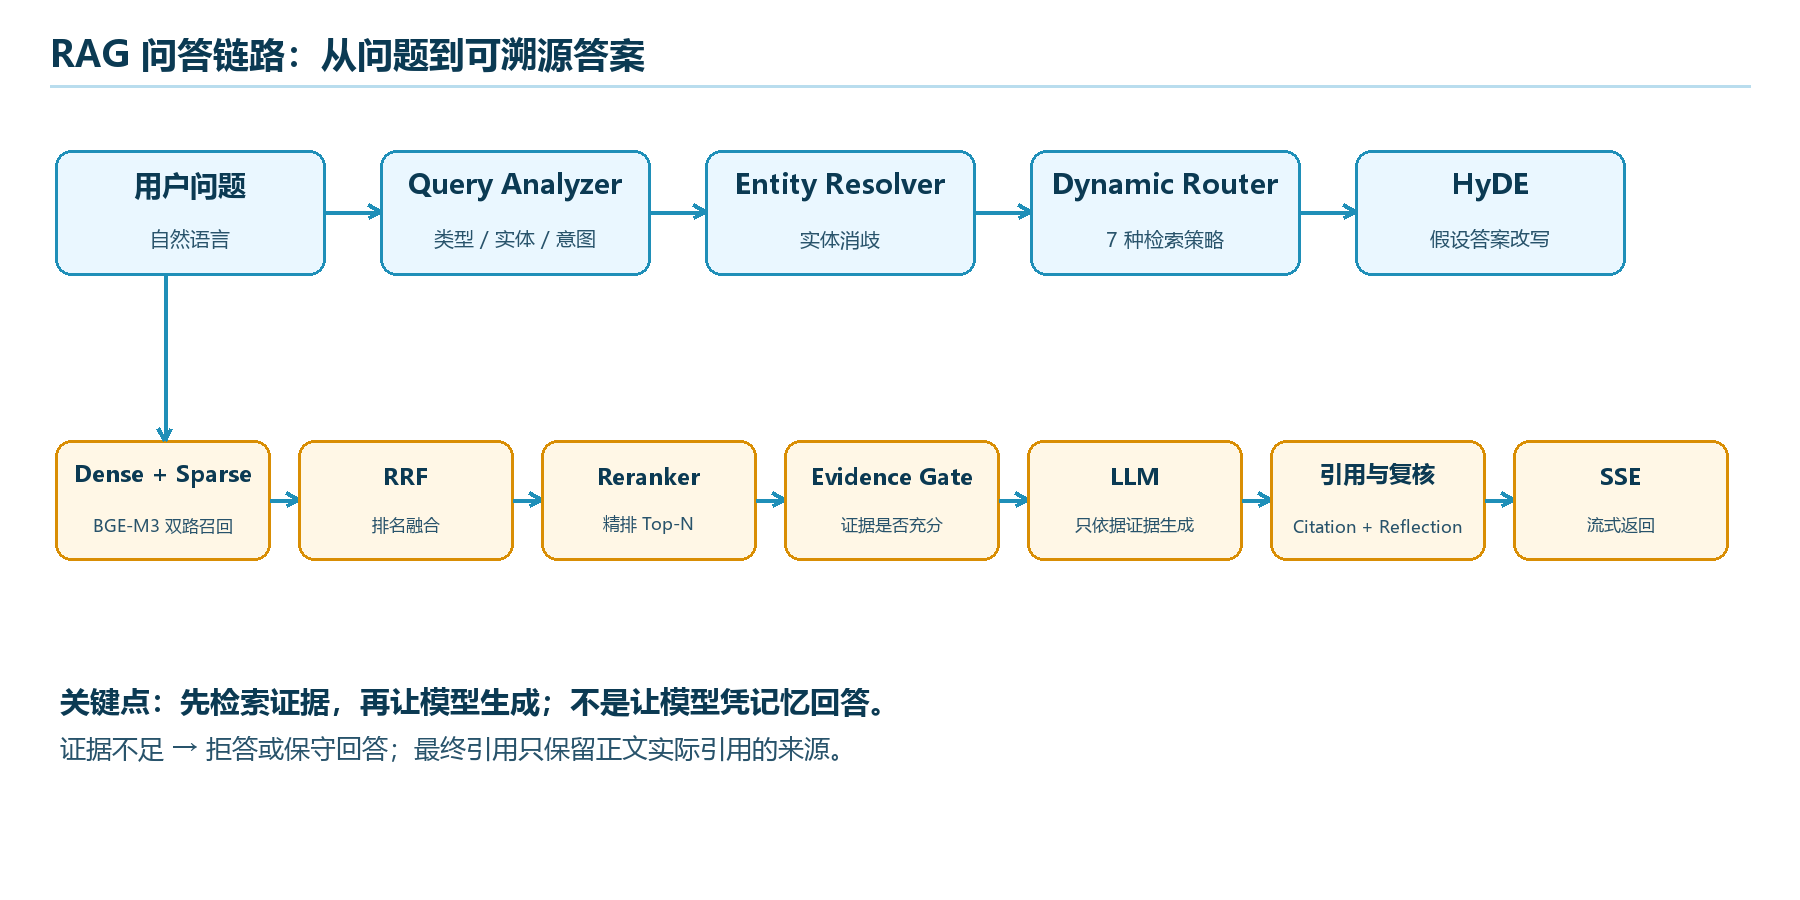 RAG 问答链路：从问题到可溯源答案
用户问题
自然语言
Query Analyzer
类型 / 实体 / 意图
Entity Resolver
实体消歧
Dynamic Router
7 种检索策略
HyDE
假设答案改写
Dense + Sparse
BGE-M3 双路召回
RRF
排名融合
Reranker
精排 Top-N
Evidence Gate
证据是否充分
LLM
只依据证据生成
引用与复核
Citation + Reflection
SSE
流式返回
关键点：先检索证据，再让模型生成；不是让模型凭记忆回答。
证据不足 → 拒答或保守回答；最终引用只保留正文实际引用的来源。